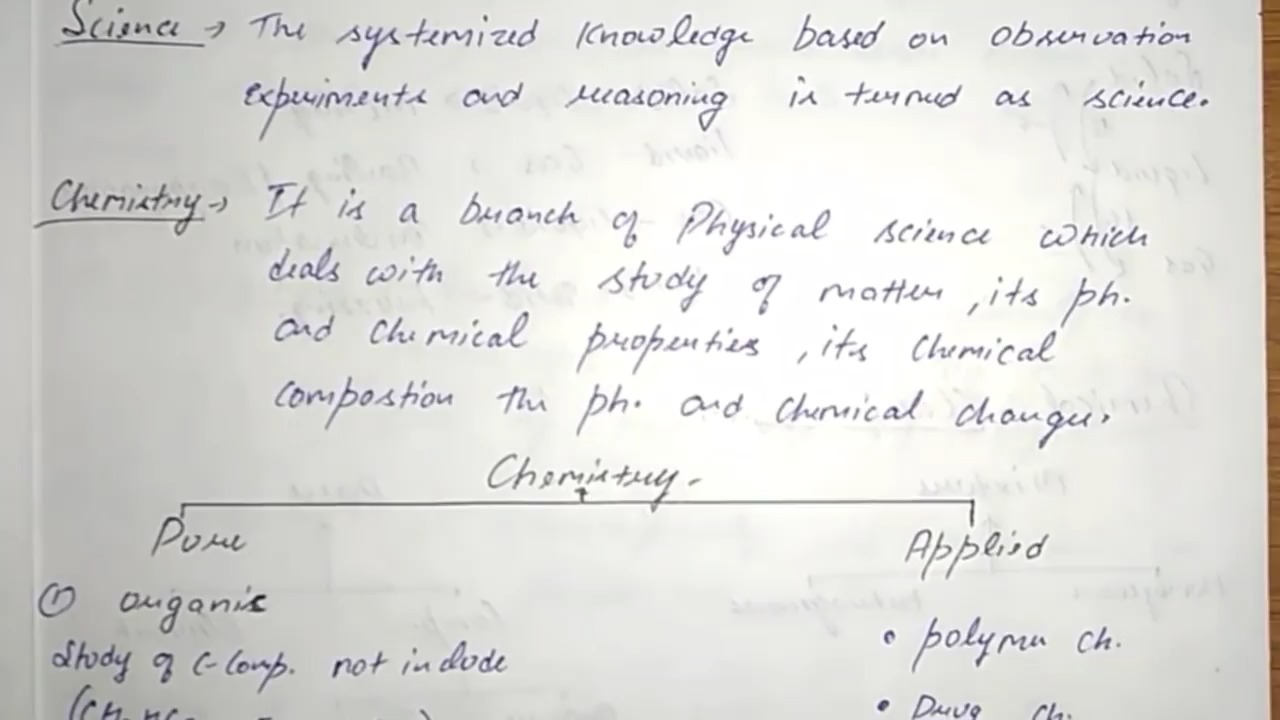 Science → The systemized knowledge based on observation
experiments and reasoning is termed as science.
Chemistry → It is a branch of Physical science which
deals with the study of matter, its ph.
and chemical properties, its chemical
compostion the ph. and chemical changes.
Chemistry.
Pure Applied
① organic
• polymer ch.
Study of C-Comp. not include
• Drug ch.